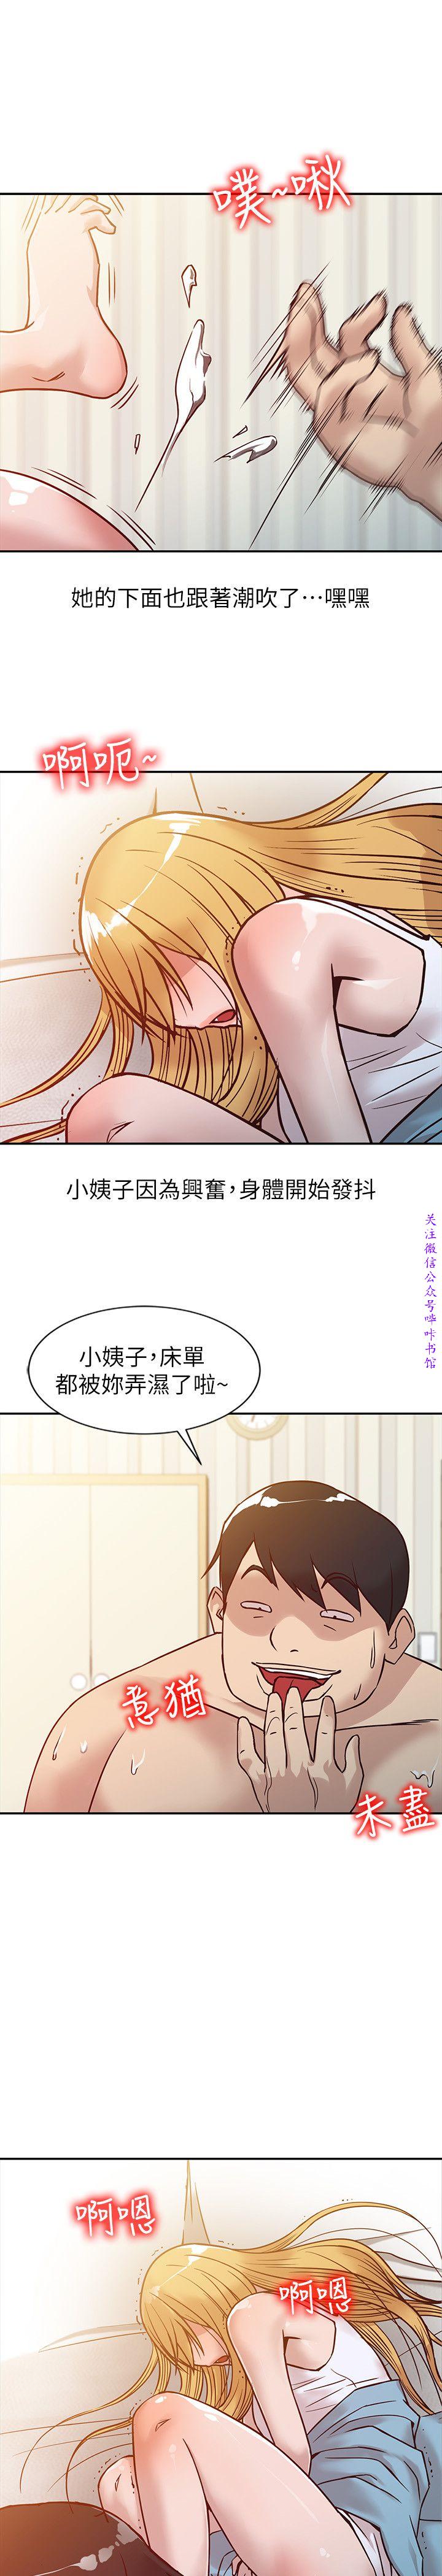 噗~啾
她的下面也跟著潮吹了…嘿嘿
啊呃~
小姨子因為興奮，身體開始發抖
关注微信公众号哔咔书馆
小姨子，床單
都被妳弄濕了啦~
意猶
未盡
啊嗯
啊嗯